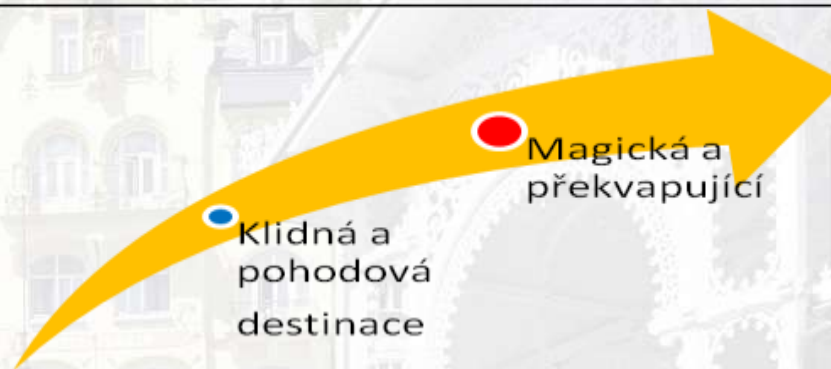 Magická a
překvapující
Klidná a
pohodová
destinace